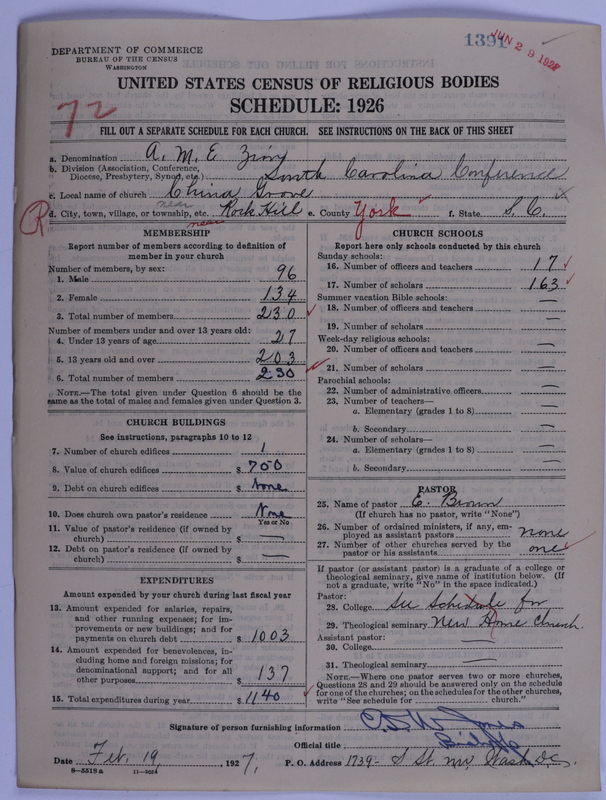 1391
JUN 29 1927
DEPARTMENT OF COMMERCE
BUREAU OF THE CENSUS
WASHINGTON
UNITED STATES CENSUS OF RELIGIOUS BODIES
SCHEDULE: 1926
72
FILL OUT A SEPARATE SCHEDULE FOR EACH CHURCH. SEE INSTRUCTIONS ON THE BACK OF THIS SHEET
a. Denomination A. M. E. Zion
b. Division (Association, Conference, Diocese, Presbytery, Synod, etc.) South Carolina Conference
c. Local name of church China Grove
R d. City, town, village, or township, etc. near Rock Hill e. County York f. State S. C.
near
MEMBERSHIP
Report number of members according to definition of
member in your church
Number of members, by sex:
1. Male 96
2. Female 134
3. Total number of members 230
Number of members under and over 13 years old:
4. Under 13 years of age 27
5. 13 years old and over 203
6. Total number of members 230
NOTE.—The total given under Question 6 should be
same as the total of males and females given under Question 3.
CHURCH BUILDINGS
See instructions, paragraphs 10 to 12
7. Number of church edifices 1
8. Value of church edifices $ 700
9. Debt on church edifices $ None
10. Does church own pastor's residence None
Yes or No
11. Value of pastor's residence (if owned by
church) $ —
12. Debt on pastor's residence (if owned by
church) $ —
EXPENDITURES
Amount expended by your church during last fiscal year
13. Amount expended for salaries, repairs,
and other running expenses; for im-
provements or new buildings; and for
payments on church debt $ 1003
14. Amount expended for benevolences, in-
cluding home and foreign missions; for
denominational support; and for all
other purposes $ 137
15. Total expenditures during year $ 1140
CHURCH SCHOOLS
Report here only schools conducted by this church
Sunday schools:
16. Number of officers and teachers 17
17. Number of scholars 163
Summer vacation Bible schools:
18. Number of officers and teachers —
19. Number of scholars —
Week-day religious schools:
20. Number of officers and teachers —
21. Number of scholars —
Parochial schools:
22. Number of administrative officers —
23. Number of teachers—
a. Elementary (grades 1 to 8) —
b. Secondary —
24. Number of scholars—
a. Elementary (grades 1 to 8) —
b. Secondary —
PASTOR
25. Name of pastor E. Brown
(If church has no pastor, write "None")
26. Number of ordained ministers, if any, em-
ployed as assistant pastors none
27. Number of other churches served by the
pastor or his assistants one
If pastor (or assistant pastor) is a graduate of a college or
theological seminary, give name of institution below. (If
not a graduate, write "No" in the space indicated.)
Pastor:
28. College See Schedule for
29. Theological seminary New Home Church.
Assistant pastor:
30. College —
31. Theological seminary —
NOTE.—Where one pastor serves two or more churches,
Questions 28 and 29 should be answered only on the schedule
for one of the churches; on the schedules for the other churches,
write "See schedule for ______ church."
Signature of person furnishing information Jones
Official title Bishop
Date Feb. 19, 1927. P. O. Address 1739- S St. NW, Wash. D.C.
8—5518 a 11—9264